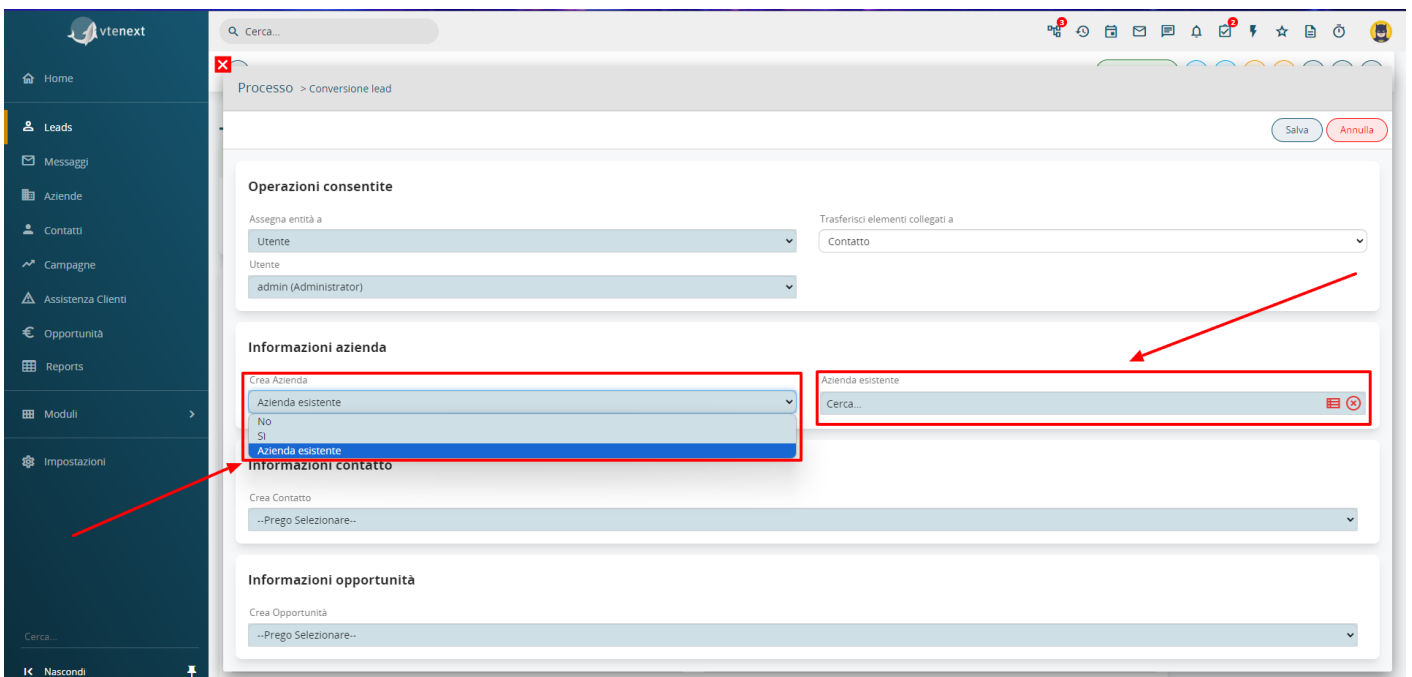 vtenext
Cerca...
3
2
Home
Leads
Messaggi
Aziende
Contatti
Campagne
Assistenza Clienti
Opportunità
Reports
Moduli
Impostazioni
Cerca...
Nascondi
Processo > Conversione lead
Salva
Annulla
Operazioni consentite
Assegna entità a
Utente
Trasferisci elementi collegati a
Contatto
Utente
admin (Administrator)
Informazioni azienda
Crea Azienda
Azienda esistente
No
Sì
Azienda esistente
Azienda esistente
Cerca...
Informazioni contatto
Crea Contatto
--Prego Selezionare--
Informazioni opportunità
Crea Opportunità
--Prego Selezionare--